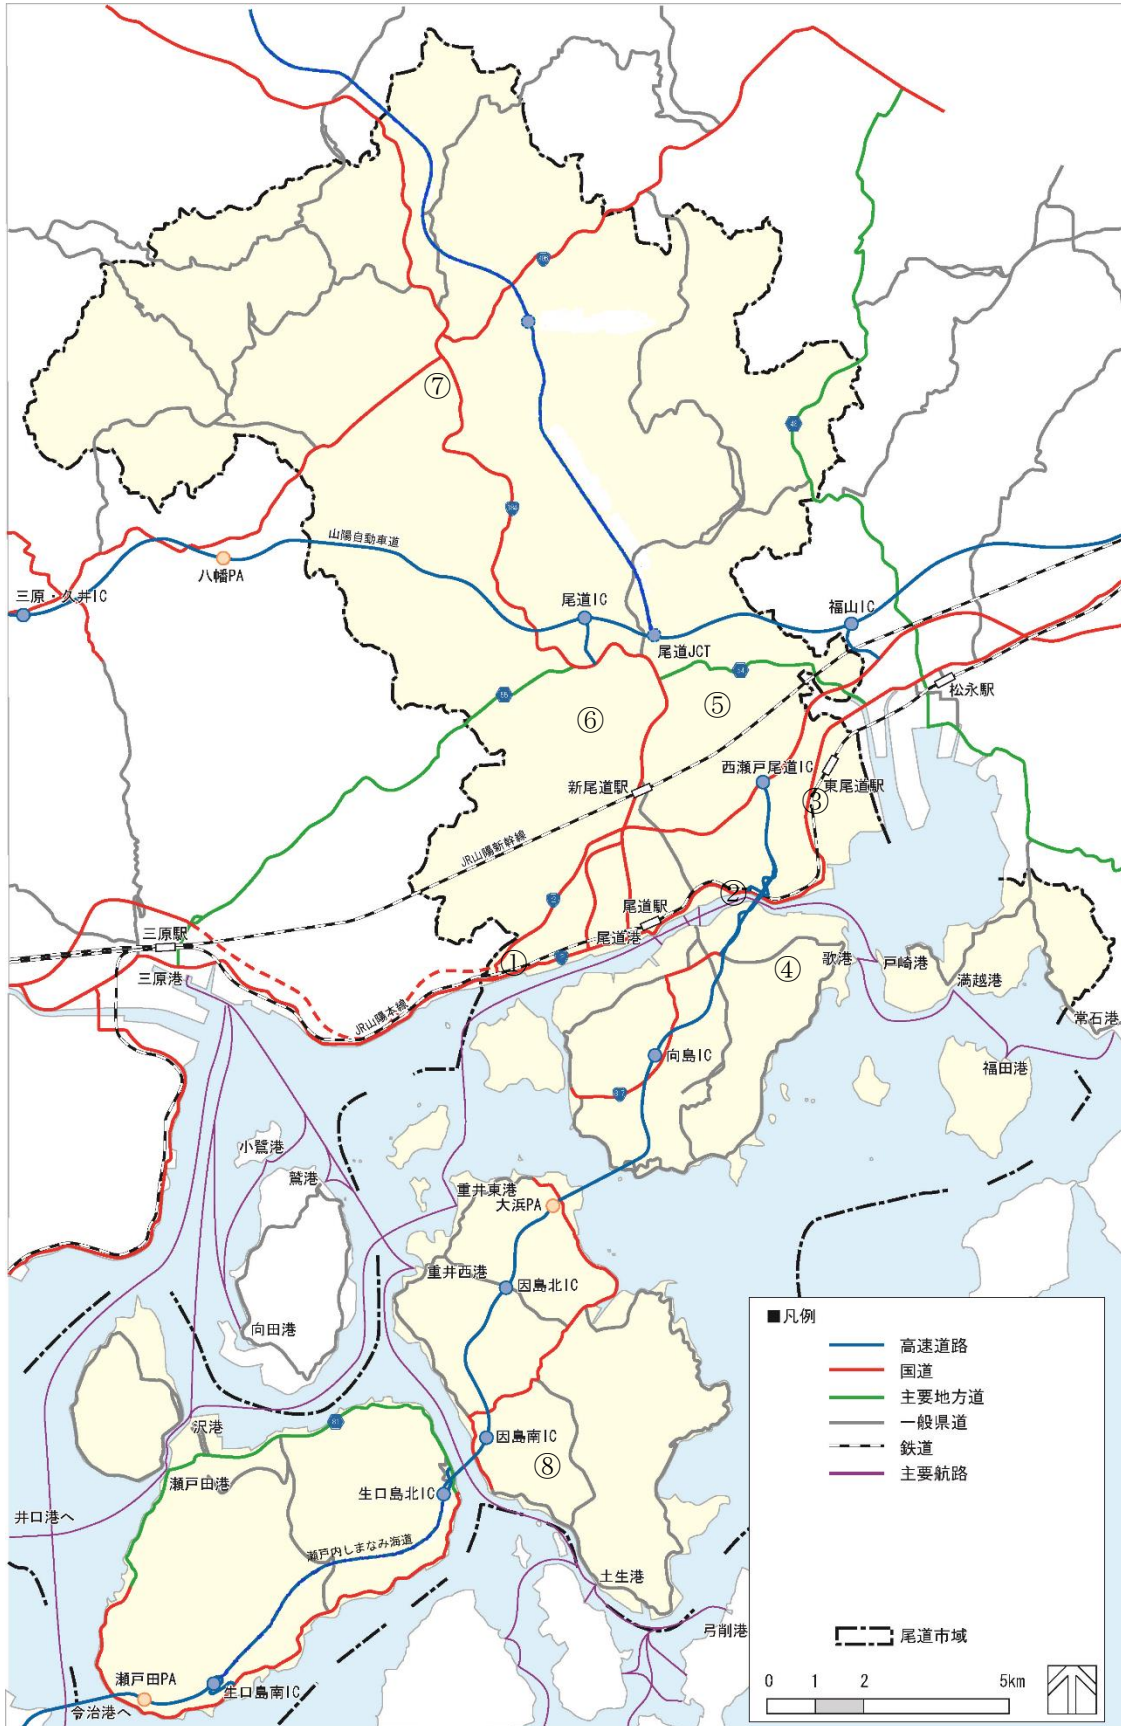 ⑦
山陽自動車道
八幡PA
三原・久井IC
尾道IC
福山IC
尾道JCT
松永駅
⑤
⑥
西瀬戸尾道IC
新尾道駅
東尾道駅
③
JR山陽新幹線
②
尾道駅
尾道港
三原駅
三原港
①
JR山陽本線
④
歌港
戸崎港
満越港
常石港
福田港
向島IC
小鷺港
鷺港
重井東港
大浜PA
重井西港
因島北IC
向田港
沢港
因島南IC
瀬戸田港
⑧
生口島北IC
井口港へ
瀬戸内しまなみ海道
土生港
弓削港
瀬戸田PA
生口島南IC
今治港へ
■凡例
高速道路
国道
主要地方道
一般県道
鉄道
主要航路
尾道市域
0 1 2 5km